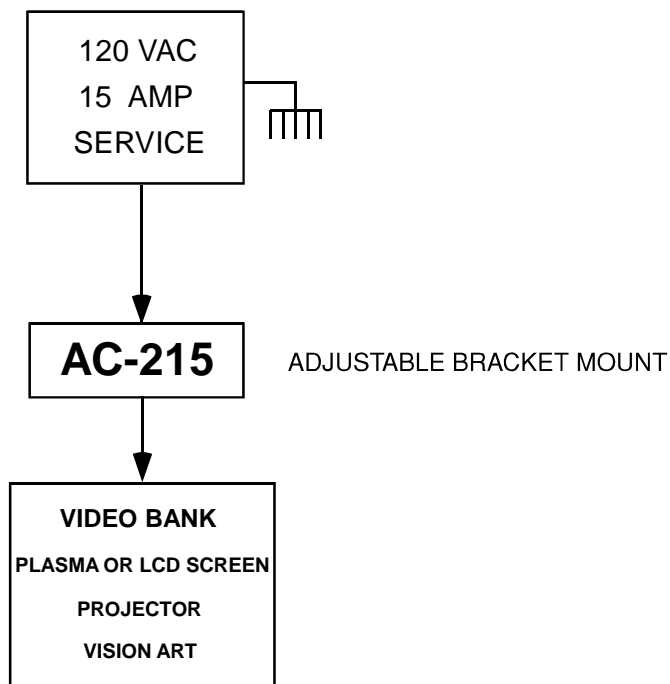 120 VAC
15 AMP
SERVICE
AC-215
ADJUSTABLE BRACKET MOUNT
VIDEO BANK
PLASMA OR LCD SCREEN
PROJECTOR
VISION ART